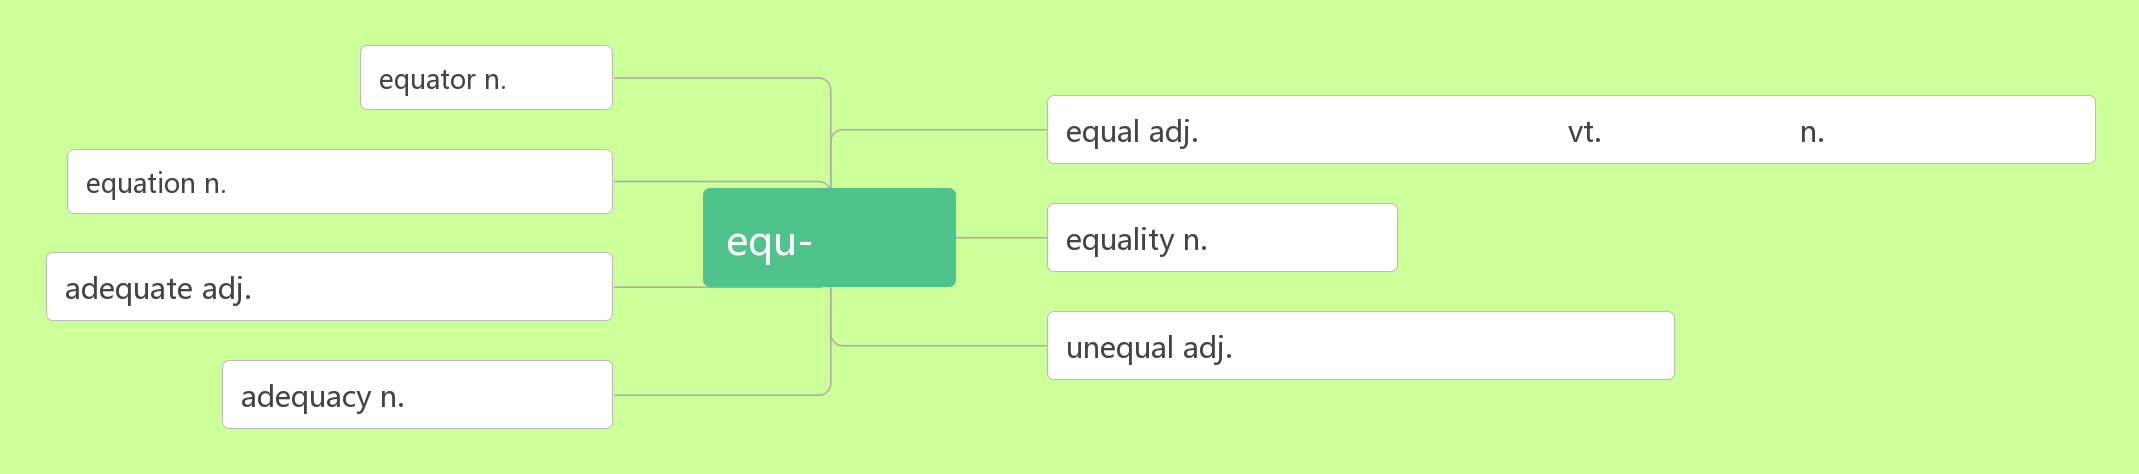 equator n.
equation n.
adequate adj.
adequacy n.
equ-
equal adj. vt. n.
equality n.
unequal adj.